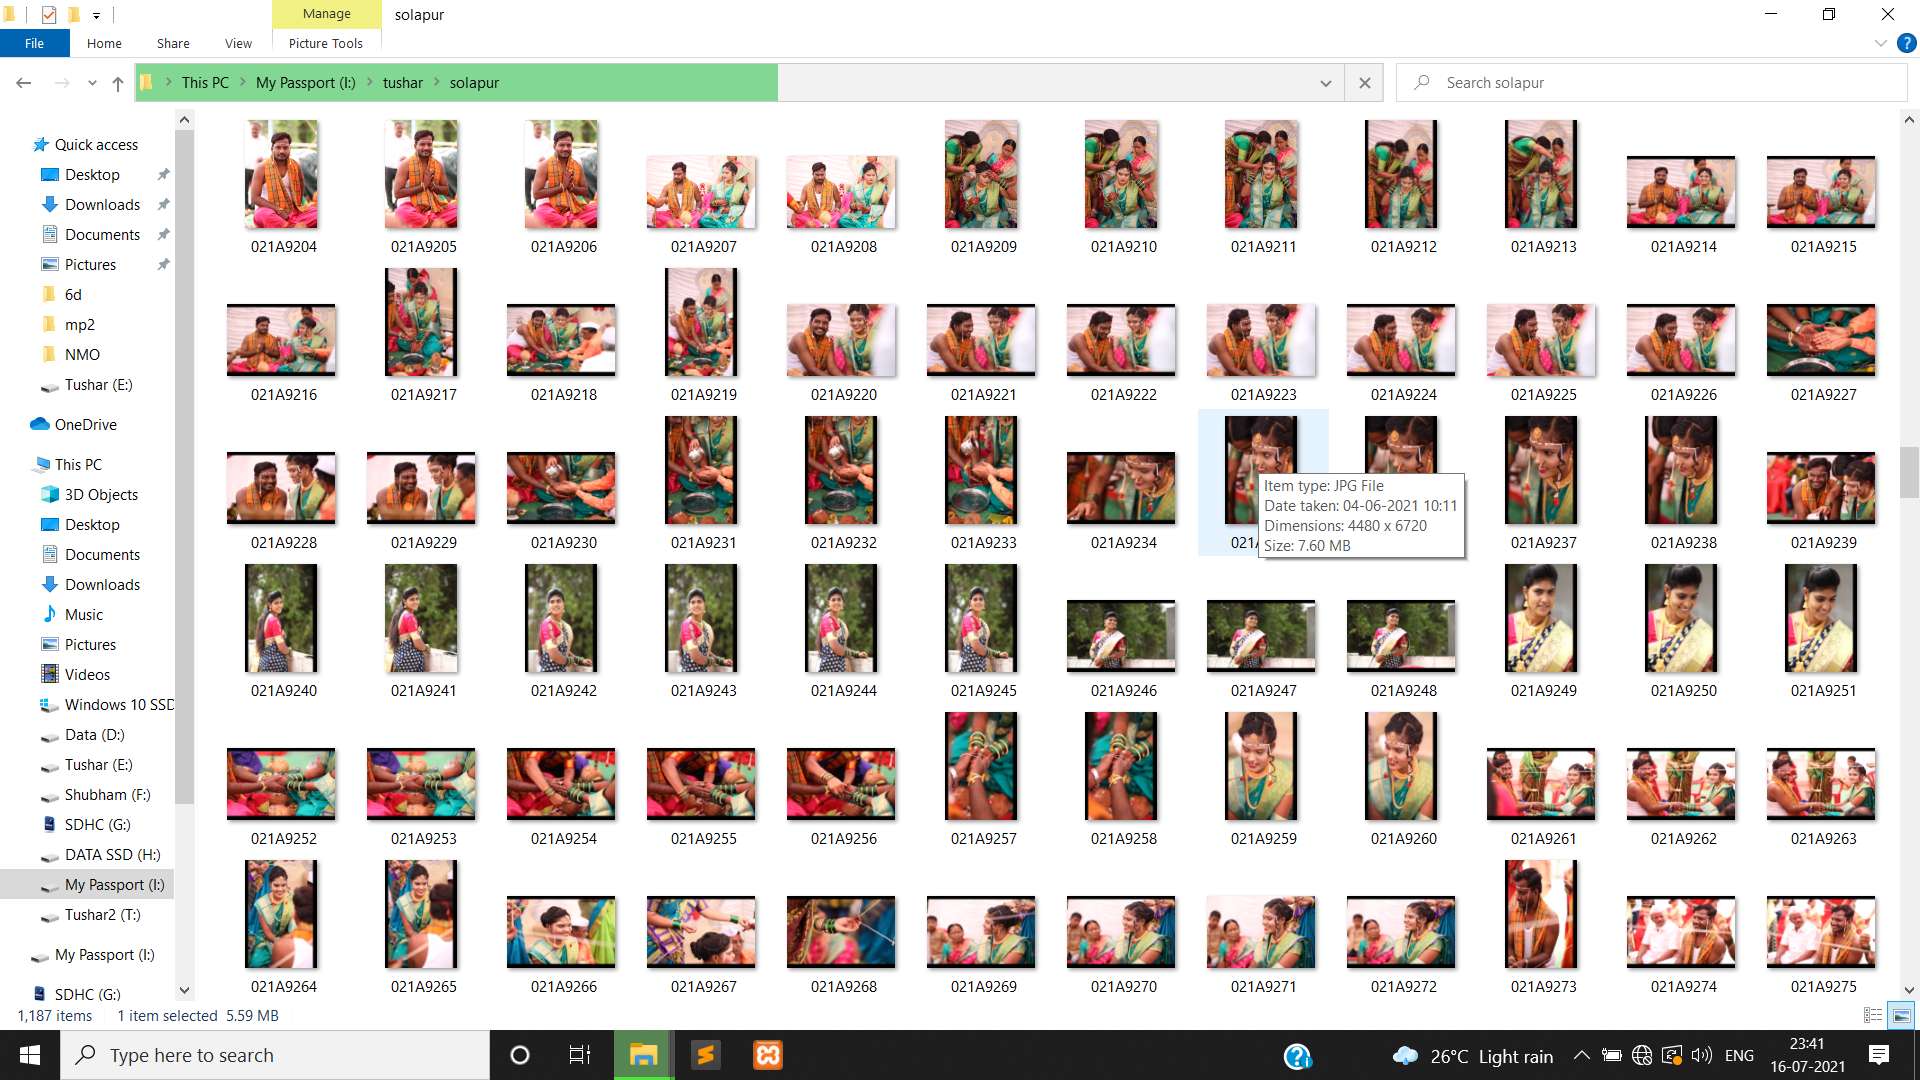 Manage
solapur
File
Home
Share
View
Picture Tools
This PC
My Passport (I:)
tushar
solapur
Search solapur
Quick access
Desktop
Downloads
Documents
Pictures
6d
mp2
NMO
Tushar (E:)
OneDrive
This PC
3D Objects
Desktop
Documents
Downloads
Music
Pictures
Videos
Windows 10 SSD
Data (D:)
Tushar (E:)
Shubham (F:)
SDHC (G:)
DATA SSD (H:)
My Passport (I:)
Tushar2 (T:)
My Passport (I:)
SDHC (G:)
021A9204 021A9205 021A9206 021A9207 021A9208 021A9209 021A9210 021A9211 021A9212 021A9213 021A9214 021A9215
021A9216 021A9217 021A9218 021A9219 021A9220 021A9221 021A9222 021A9223 021A9224 021A9225 021A9226 021A9227
021A9228 021A9229 021A9230 021A9231 021A9232 021A9233 021A9234 021A 021A9237 021A9238 021A9239
Item type: JPG File
Date taken: 04-06-2021 10:11
Dimensions: 4480 x 6720
Size: 7.60 MB
021A9240 021A9241 021A9242 021A9243 021A9244 021A9245 021A9246 021A9247 021A9248 021A9249 021A9250 021A9251
021A9252 021A9253 021A9254 021A9255 021A9256 021A9257 021A9258 021A9259 021A9260 021A9261 021A9262 021A9263
021A9264 021A9265 021A9266 021A9267 021A9268 021A9269 021A9270 021A9271 021A9272 021A9273 021A9274 021A9275
1,187 items 1 item selected 5.59 MB
Type here to search
26°C Light rain
ENG
23:41
16-07-2021